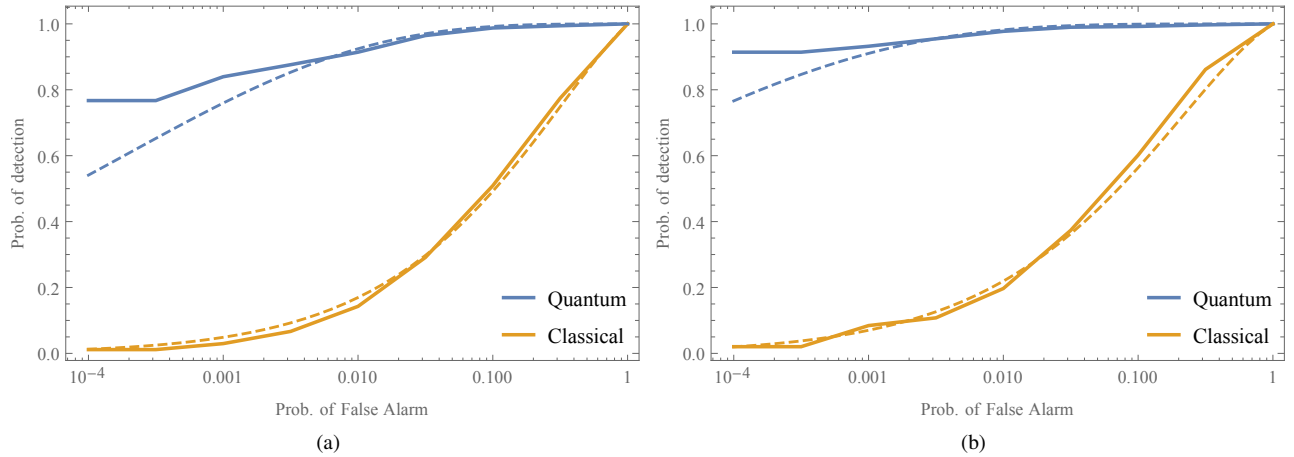 1.0
0.8
0.6
0.4
0.2
0.0
Prob. of detection
Quantum
Classical
10⁻⁴ 0.001 0.010 0.100 1
Prob. of False Alarm
(a)
1.0
0.8
0.6
0.4
0.2
0.0
Prob. of detection
Quantum
Classical
10⁻⁴ 0.001 0.010 0.100 1
Prob. of False Alarm
(b)